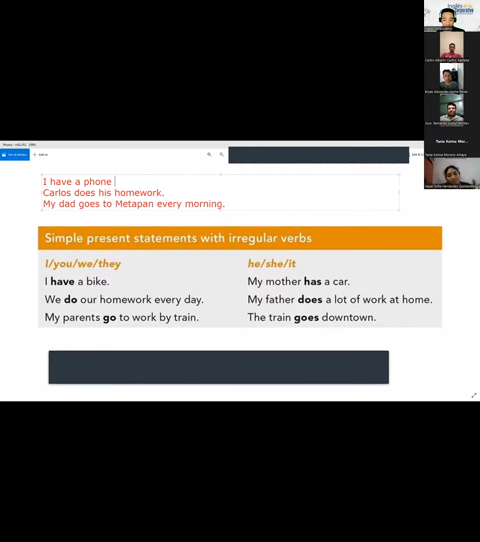 I have a phone
Carlos does his homework.
My dad goes to Metapan every morning.
Simple present statements with irregular verbs
I/you/we/they
he/she/it
I have a bike.
My mother has a car.
We do our homework every day.
My father does a lot of work at home.
My parents go to work by train.
The train goes downtown.